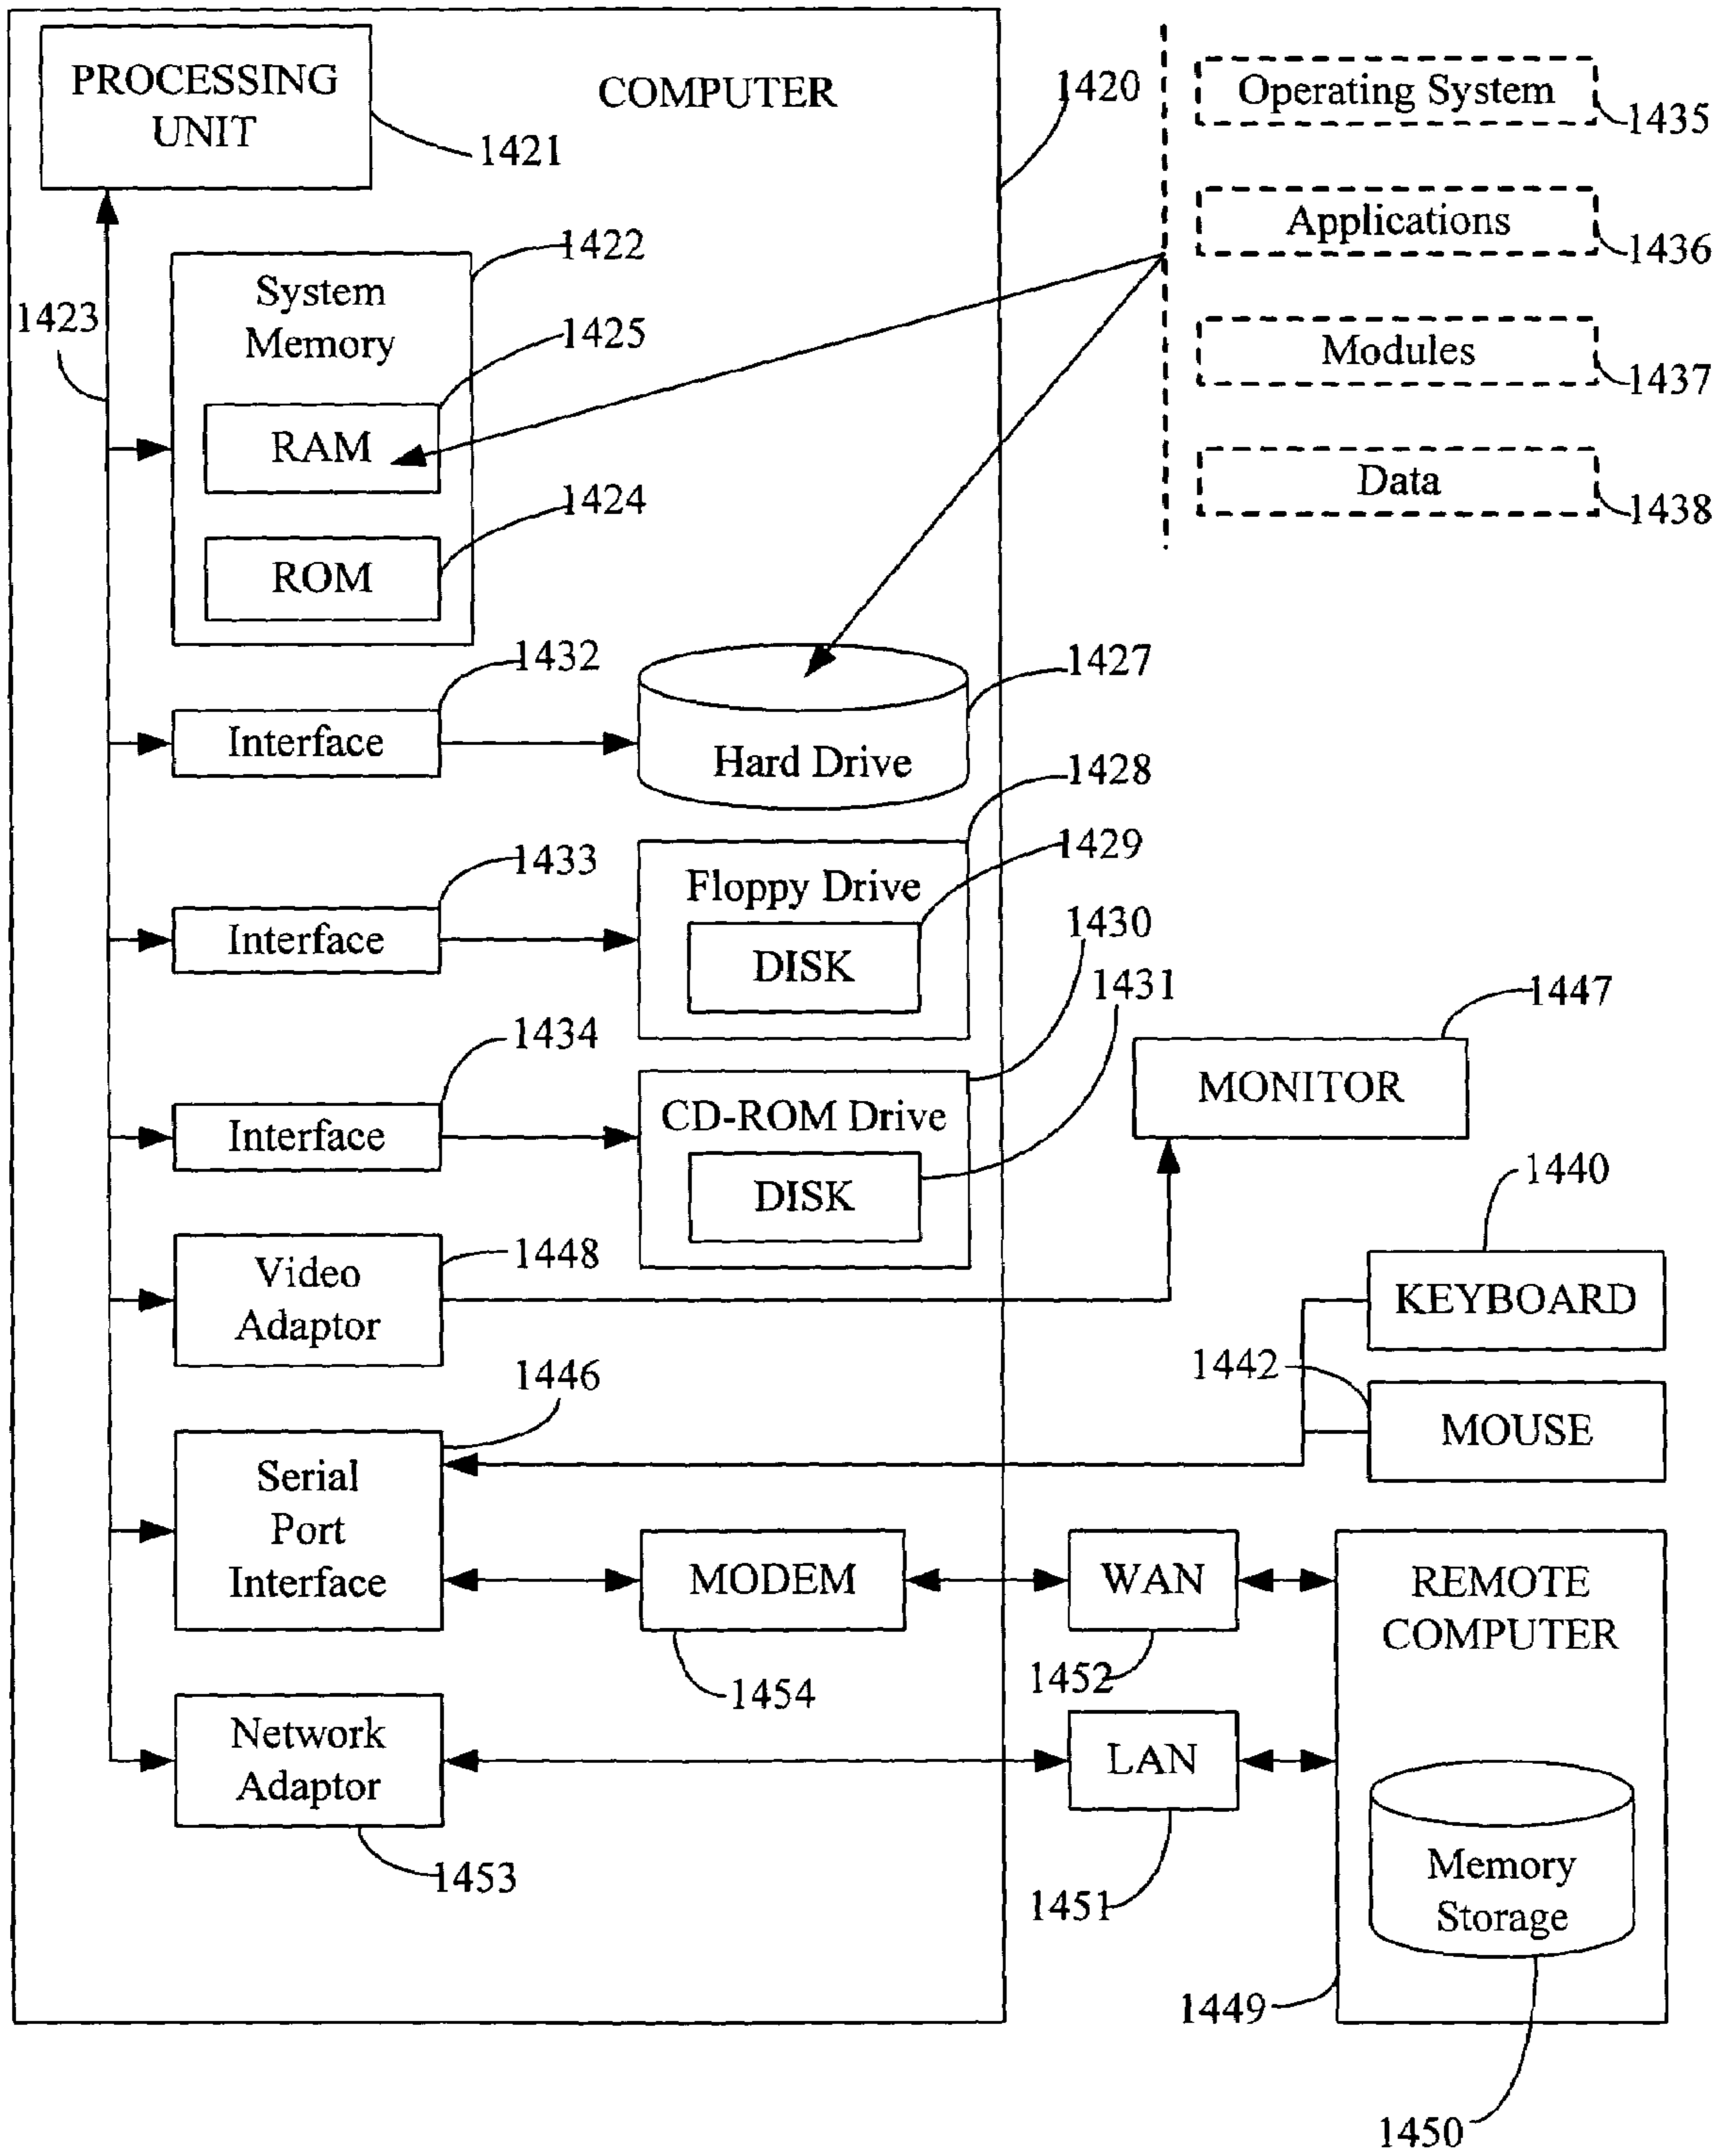 PROCESSING
UNIT
1421
COMPUTER
1420
Operating System
1435
Applications
1436
Modules
1437
Data
1438
1423
System
Memory
1422
1425
RAM
1424
ROM
1432
Interface
1427
Hard Drive
1433
Interface
1428
Floppy Drive
1429
DISK
1434
Interface
1430
CD-ROM Drive
1431
DISK
1447
MONITOR
Video
Adaptor
1448
1440
KEYBOARD
1442
MOUSE
1446
Serial
Port
Interface
MODEM
1454
WAN
1452
REMOTE
COMPUTER
Network
Adaptor
1453
LAN
1451
Memory
Storage
1449
1450